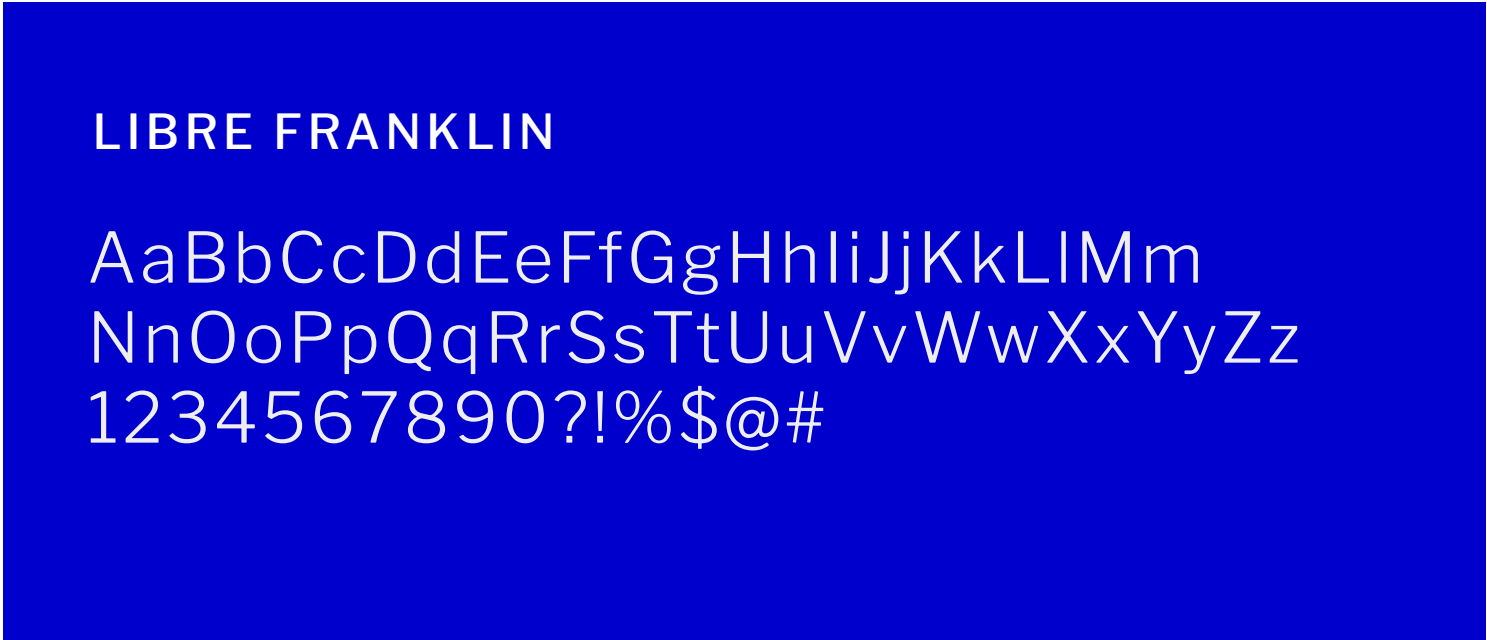 LIBRE FRANKLIN
AaBbCcDdEeFfGgHhIiJjKkLlMm
NnOoPpQqRrSsTtUuVvWwXxYyZz
1234567890?!%$@#